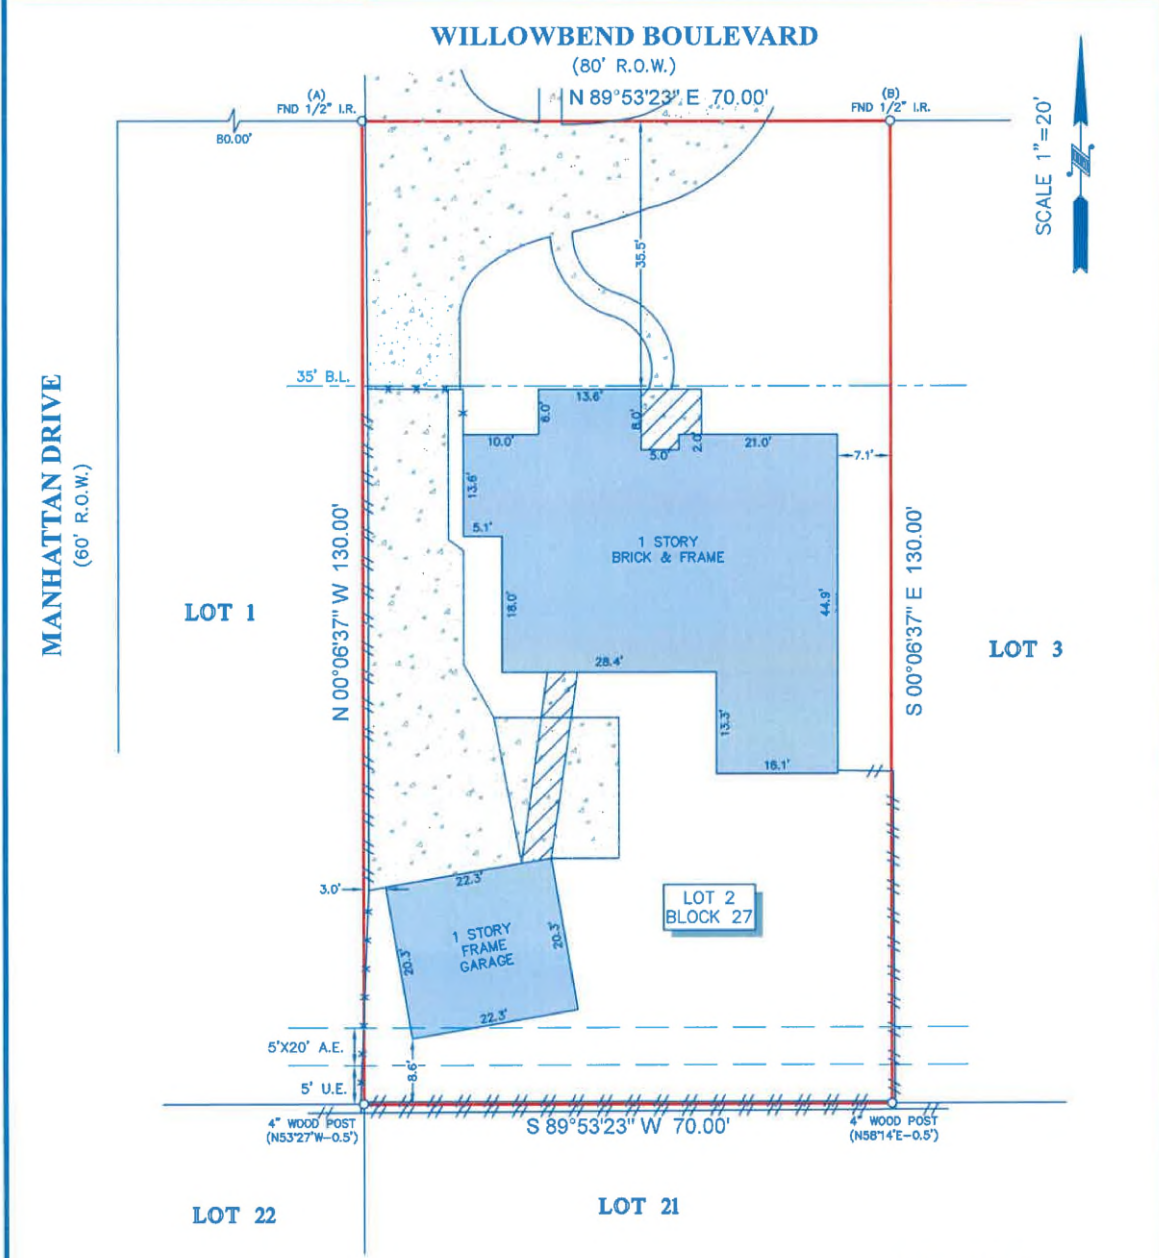 WILLOWBEND BOULEVARD
(80' R.O.W.)
N 89°53'23" E 70.00'
(A)
FND 1/2" I.R.
(B)
FND 1/2" I.R.
80.00'
SCALE 1"=20'
35.5'
35' B.L.
13.6'
6.0'
8.0'
10.0'
5.0'
2.0'
21.0'
7.1'
13.6'
5.1'
1 STORY
BRICK & FRAME
MANHATTAN DRIVE
(60' R.O.W.)
N 00°06'37" W 130.00'
S 00°06'37" E 130.00'
LOT 1
18.0'
44.9'
LOT 3
28.4'
13.3'
16.1'
3.0'
22.3'
LOT 2
BLOCK 27
1 STORY
FRAME
GARAGE
20.3'
20.3'
22.3'
5'X20' A.E.
8.6'
5' U.E.
4" WOOD POST
(N53°27'W-0.5')
S 89°53'23" W 70.00'
4" WOOD POST
(N58°14'E-0.5')
LOT 22
LOT 21